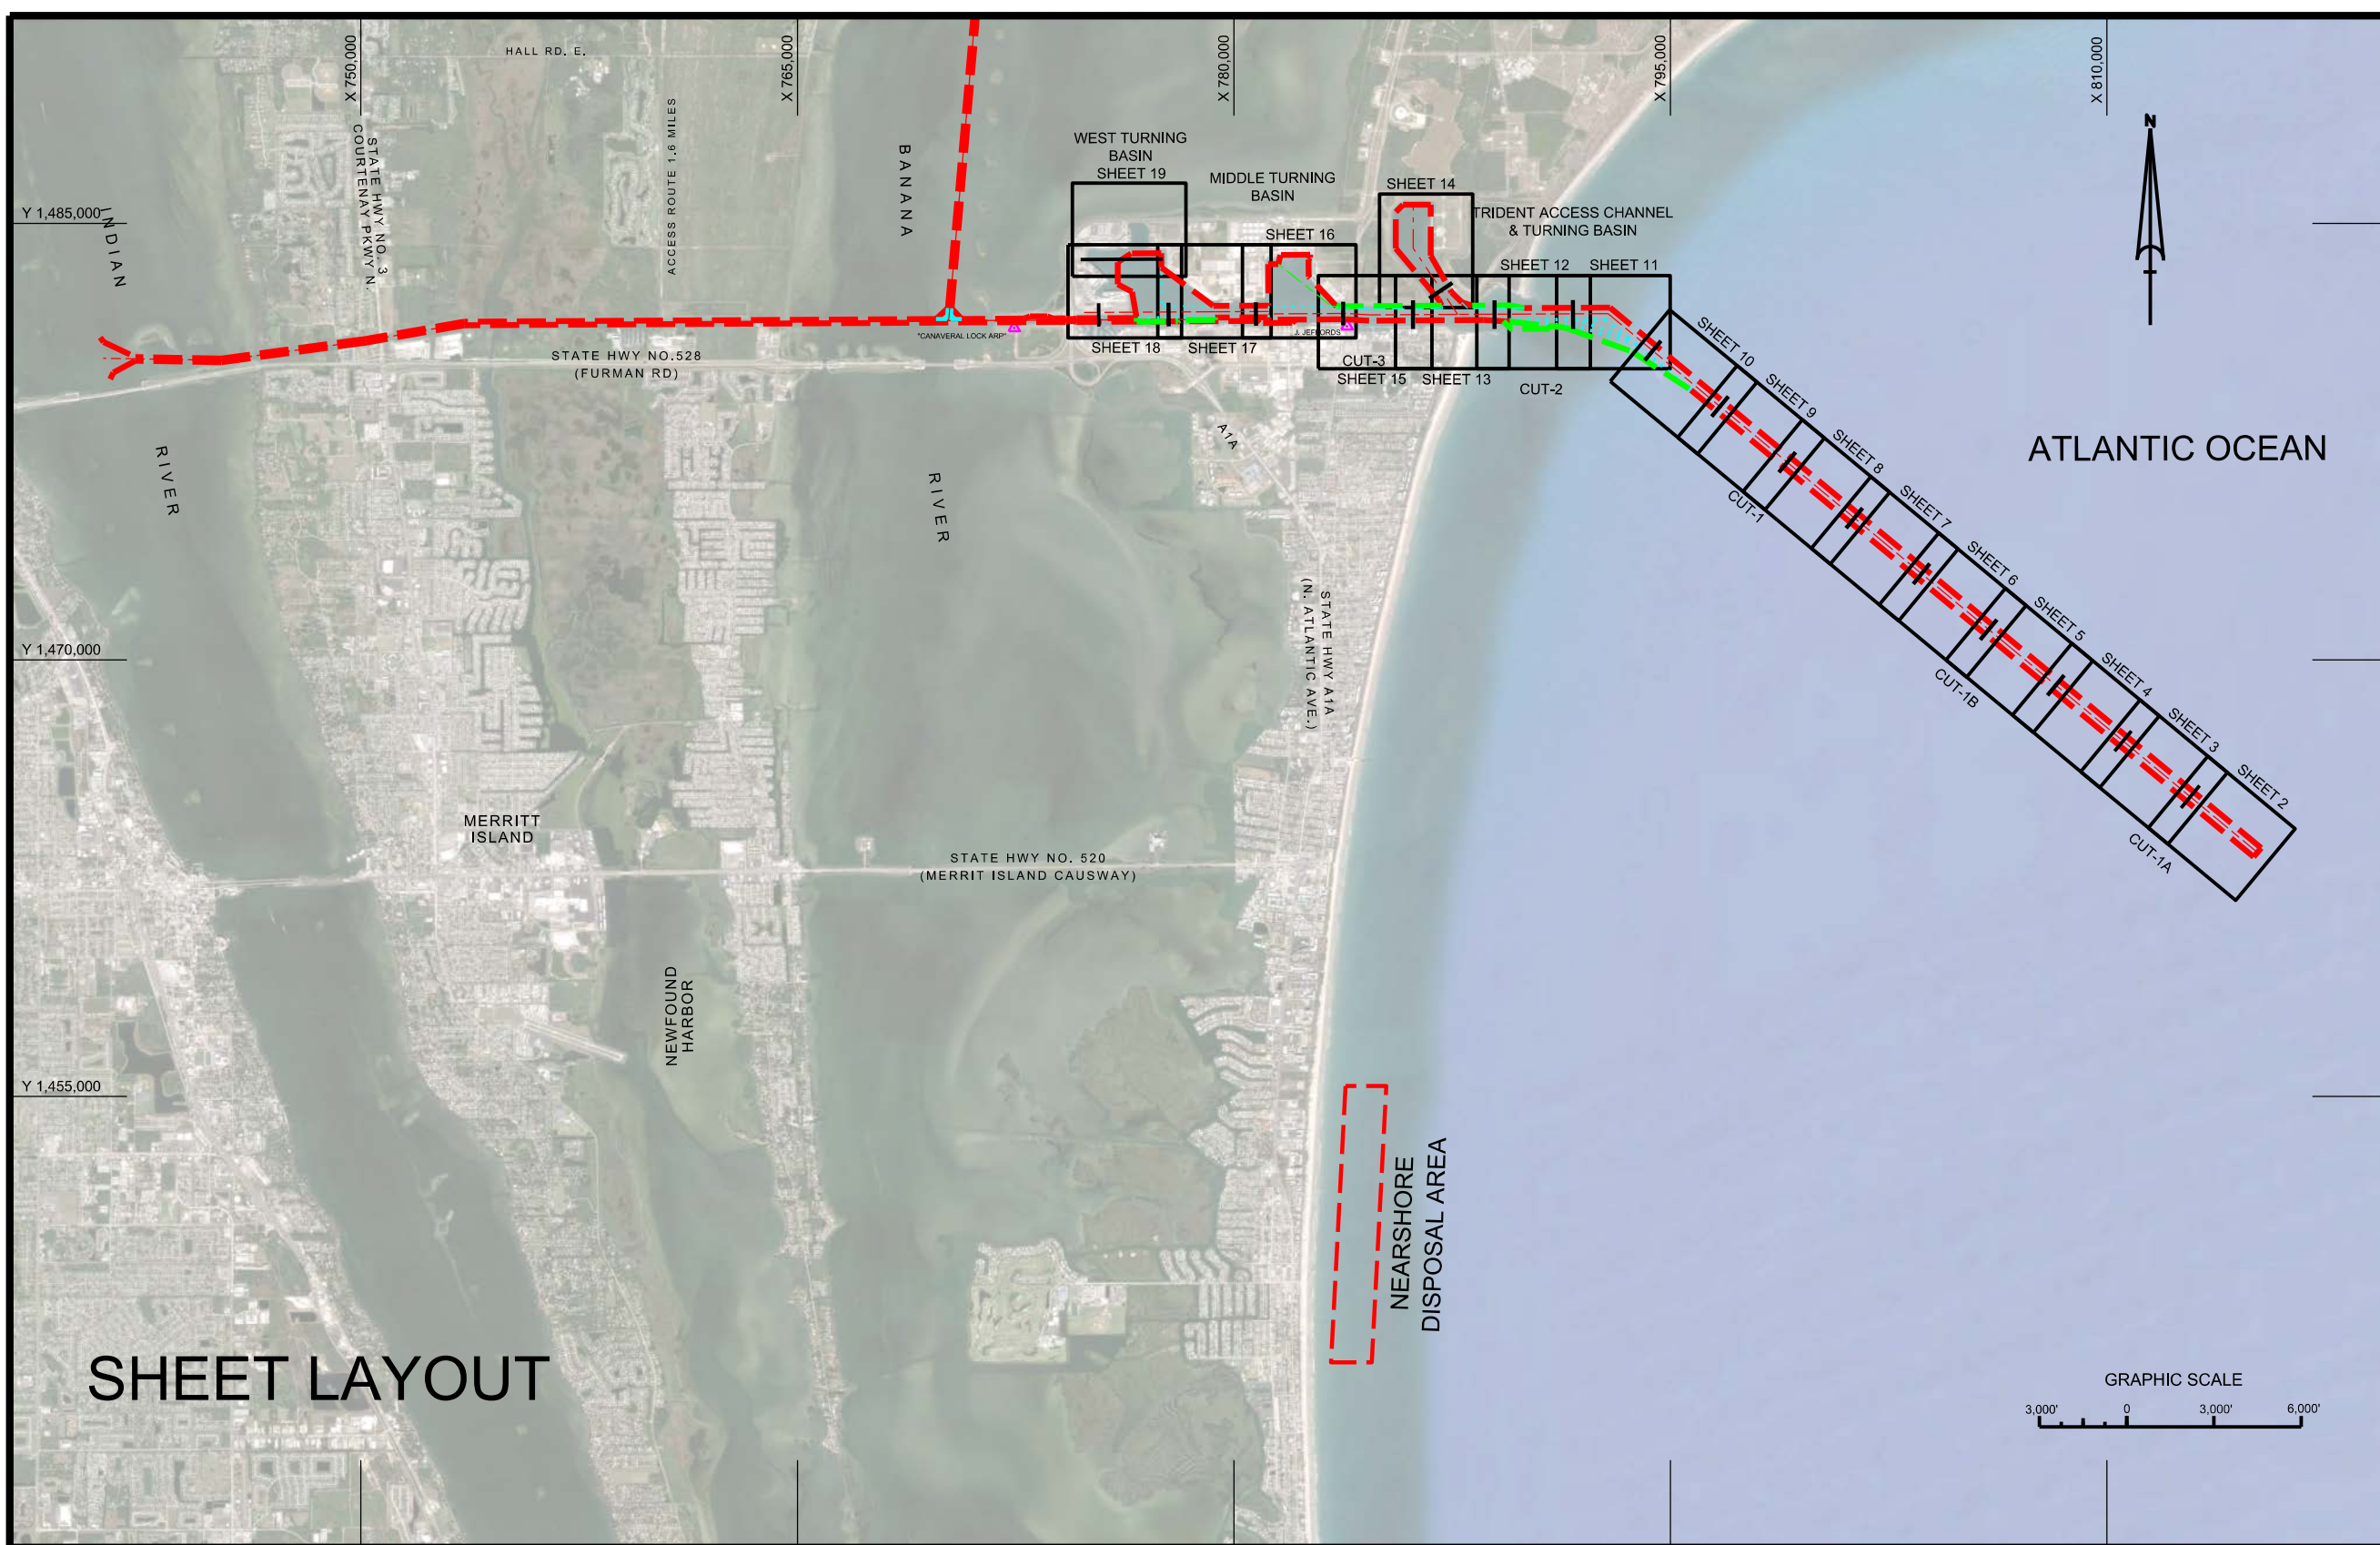 HALL RD. E.
X 750,000
X 765,000
X 780,000
X 795,000
X 810,000
STATE HWY NO. 3
COURTENAY PKWY N.
ACCESS ROUTE 1.6 MILES
BANANA
WEST TURNING
BASIN
SHEET 19
MIDDLE TURNING
BASIN
SHEET 14
N
TRIDENT ACCESS CHANNEL
& TURNING BASIN
Y 1,485,000
INDIAN
SHEET 16
SHEET 12
SHEET 11
"CANAVERAL LOCK ARP"
J. JEFFORDS
STATE HWY NO.528
(FURMAN RD)
SHEET 18
SHEET 17
CUT-3
SHEET 15
SHEET 13
CUT-2
SHEET 10
SHEET 9
SHEET 8
SHEET 7
SHEET 6
SHEET 5
SHEET 4
SHEET 3
SHEET 2
A1A
ATLANTIC OCEAN
RIVER
RIVER
CUT-1
STATE HWY A1A
(N. ATLANTIC AVE.)
Y 1,470,000
CUT-1B
MERRITT
ISLAND
STATE HWY NO. 520
(MERRIT ISLAND CAUSWAY)
CUT-1A
NEWFOUND
HARBOR
Y 1,455,000
NEARSHORE
DISPOSAL AREA
SHEET LAYOUT
GRAPHIC SCALE
3,000' 0 3,000' 6,000'